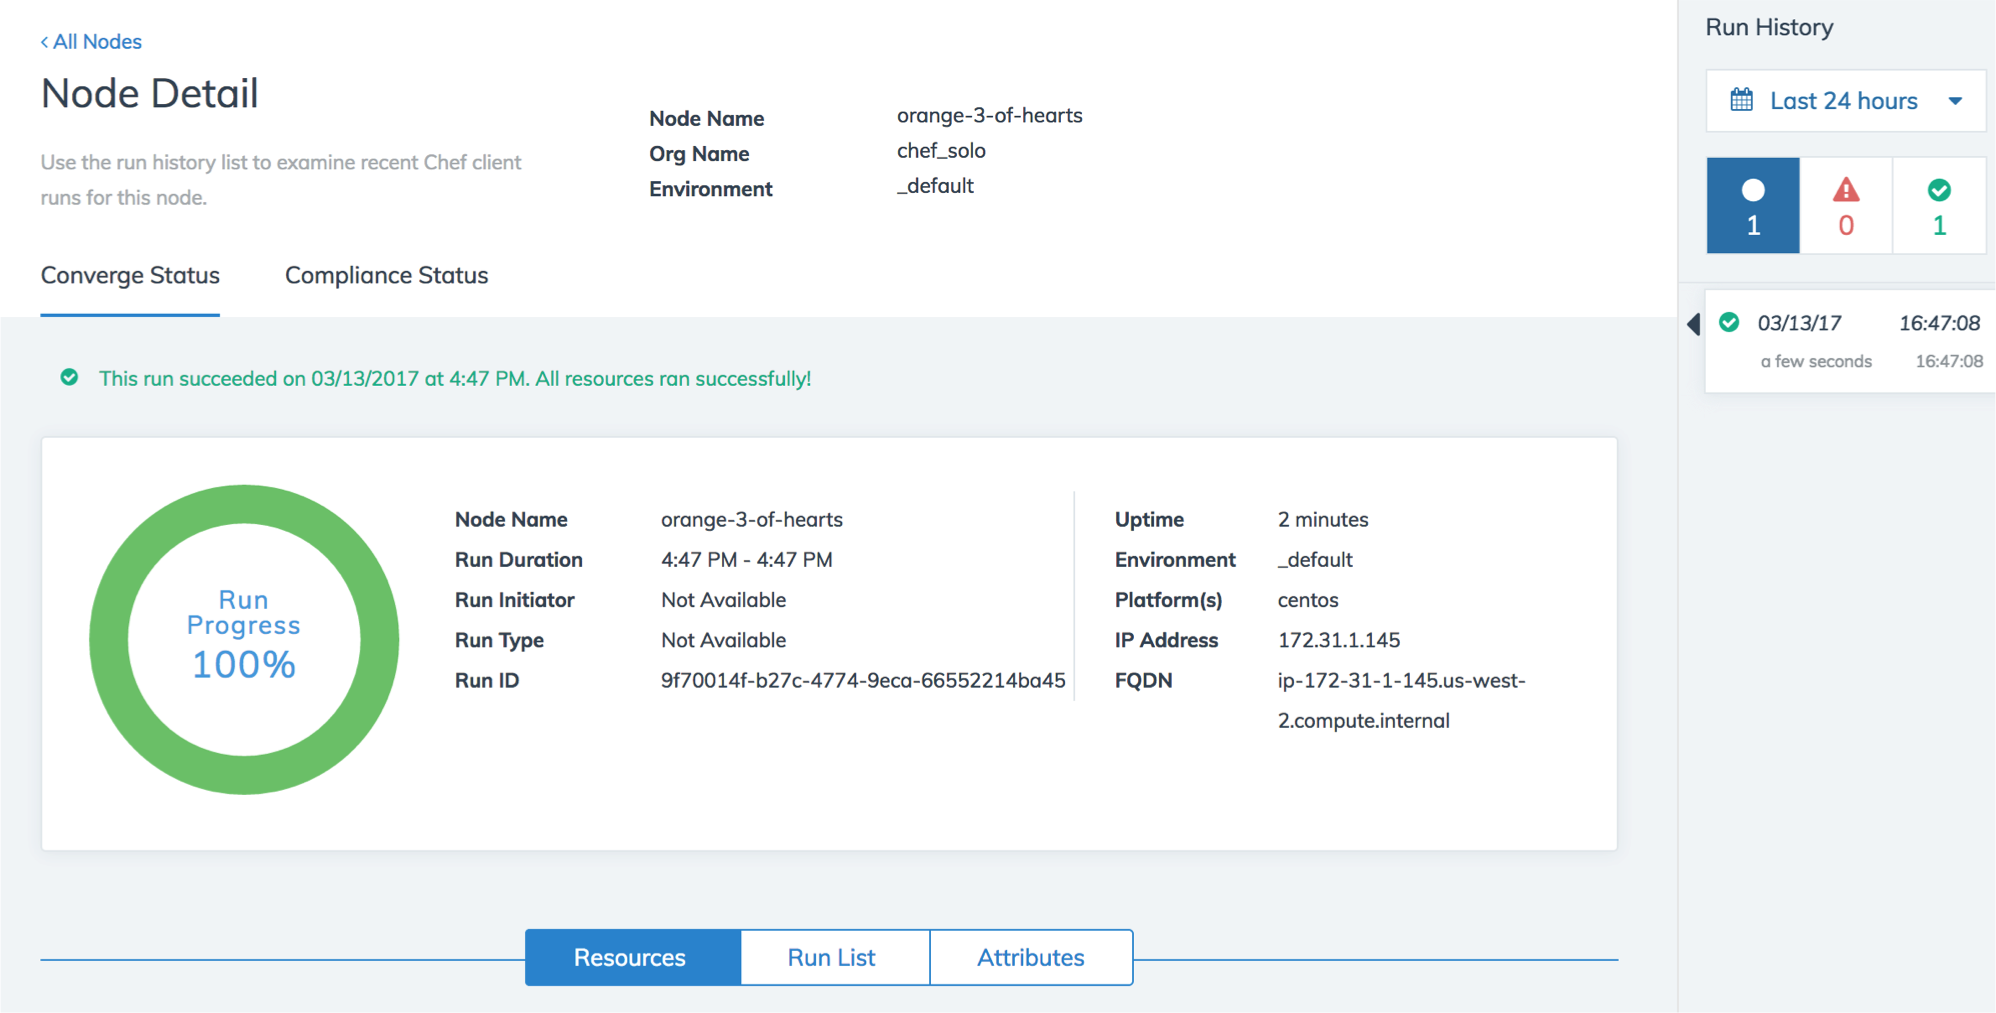 All Nodes
Node Detail
Use the run history list to examine recent Chef client
runs for this node.
Node Name orange-3-of-hearts
Org Name chef_solo
Environment _default
Converge Status Compliance Status
This run succeeded on 03/13/2017 at 4:47 PM. All resources ran successfully!
Run
Progress
100%
Node Name orange-3-of-hearts
Run Duration 4:47 PM - 4:47 PM
Run Initiator Not Available
Run Type Not Available
Run ID 9f70014f-b27c-4774-9eca-66552214ba45
Uptime 2 minutes
Environment _default
Platform(s) centos
IP Address 172.31.1.145
FQDN ip-172-31-1-145.us-west-
2.compute.internal
Resources Run List Attributes
Run History
Last 24 hours
1 0 1
03/13/17 16:47:08
a few seconds 16:47:08